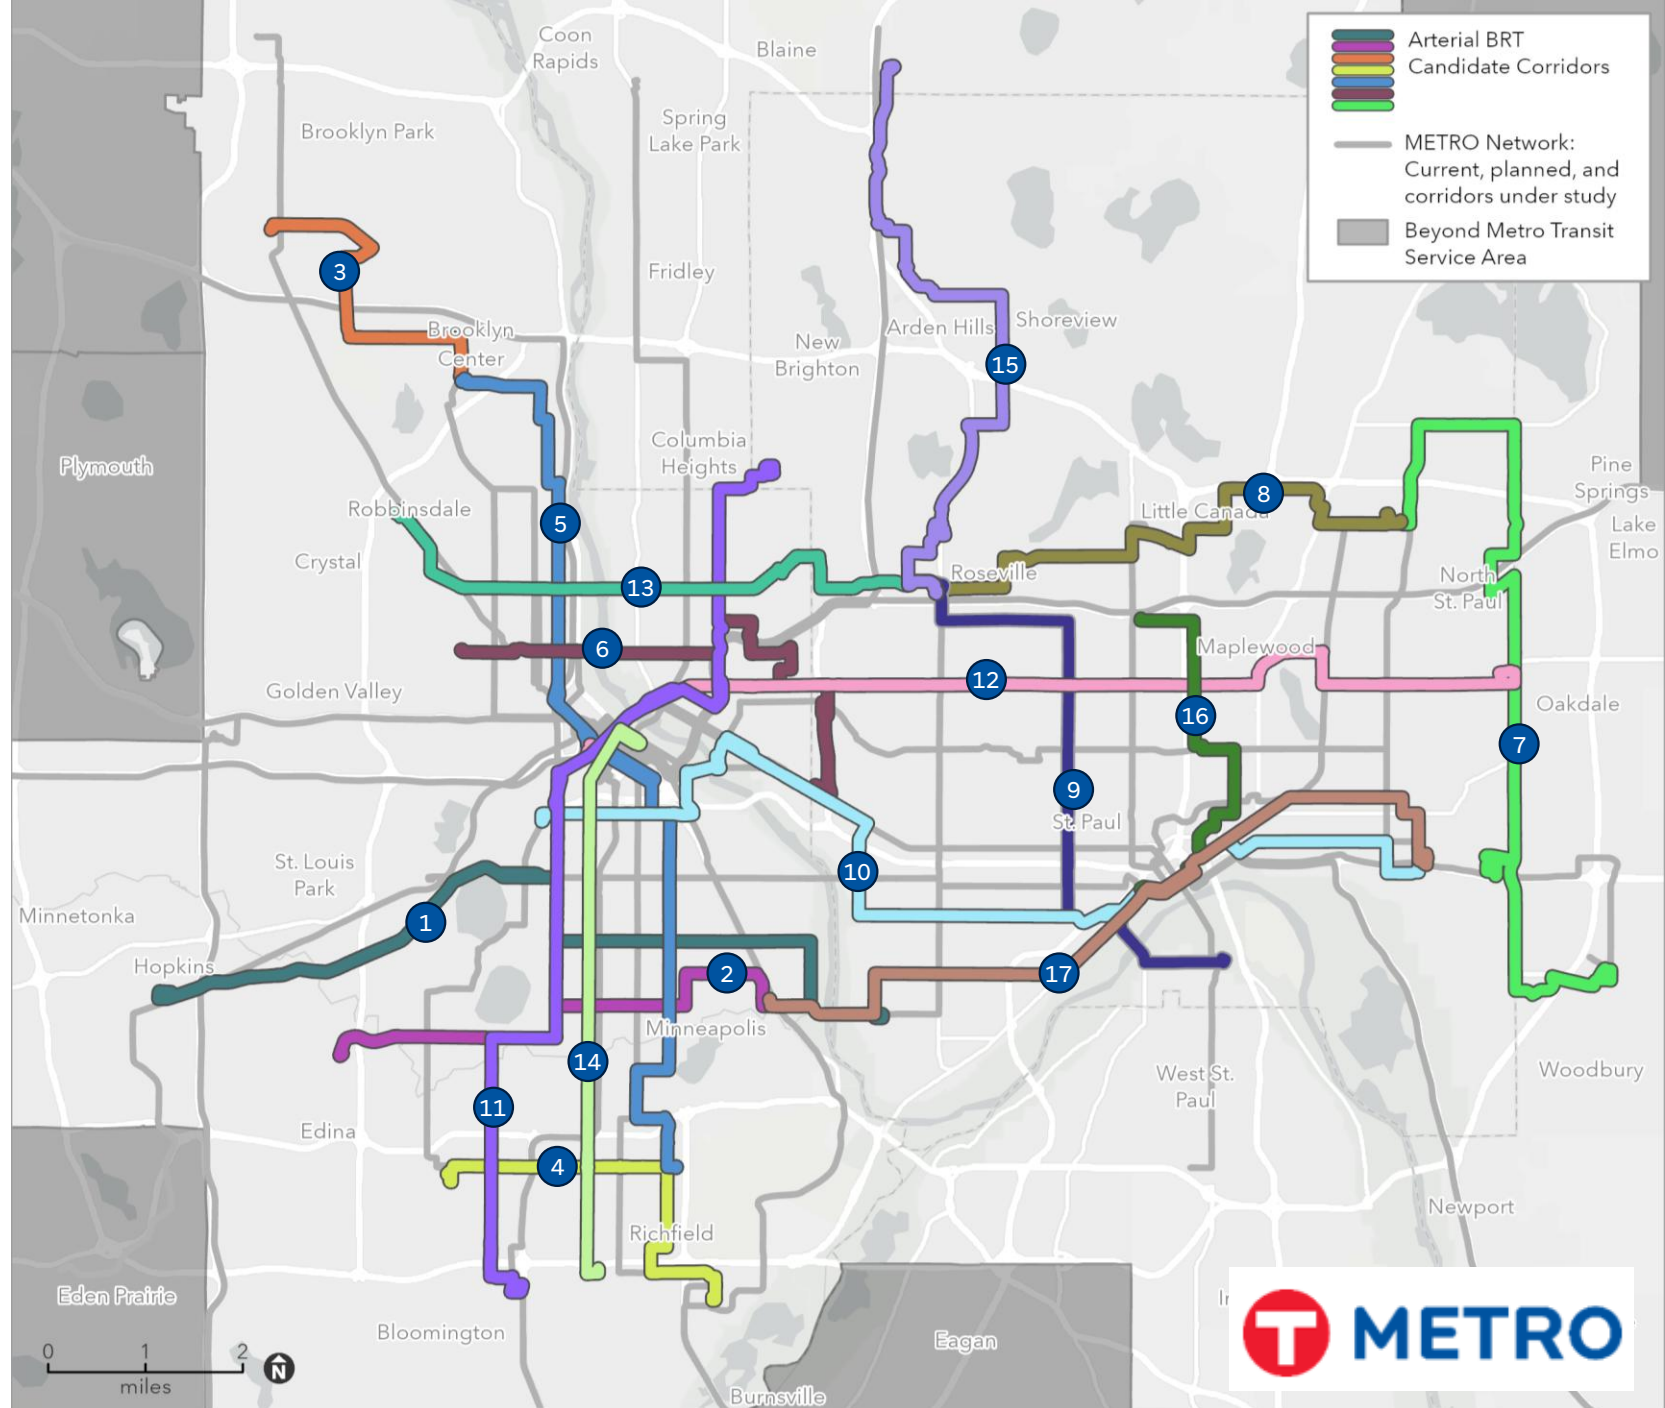 Coon
Rapids
Blaine
Arterial BRT
Candidate Corridors
METRO Network:
Current, planned, and
corridors under study
Beyond Metro Transit
Service Area
Brooklyn Park
Spring
Lake Park
3
Fridley
Brooklyn
Center
New
Brighton
Arden Hills
Shoreview
15
Columbia
Heights
Plymouth
Pine
Springs
Robbinsdale
5
8
Little Canada
Lake
Elmo
Crystal
13
Roseville
North
St. Paul
6
Maplewood
Golden Valley
12
16
Oakdale
7
9
St. Paul
St. Louis
Park
10
Minnetonka
1
Hopkins
2
17
Minneapolis
14
West St.
Paul
Woodbury
11
Edina
4
Newport
Richfield
Eden Prairie
Bloomington
Eagan
Burnsville
0 1 2
miles
N
T METRO